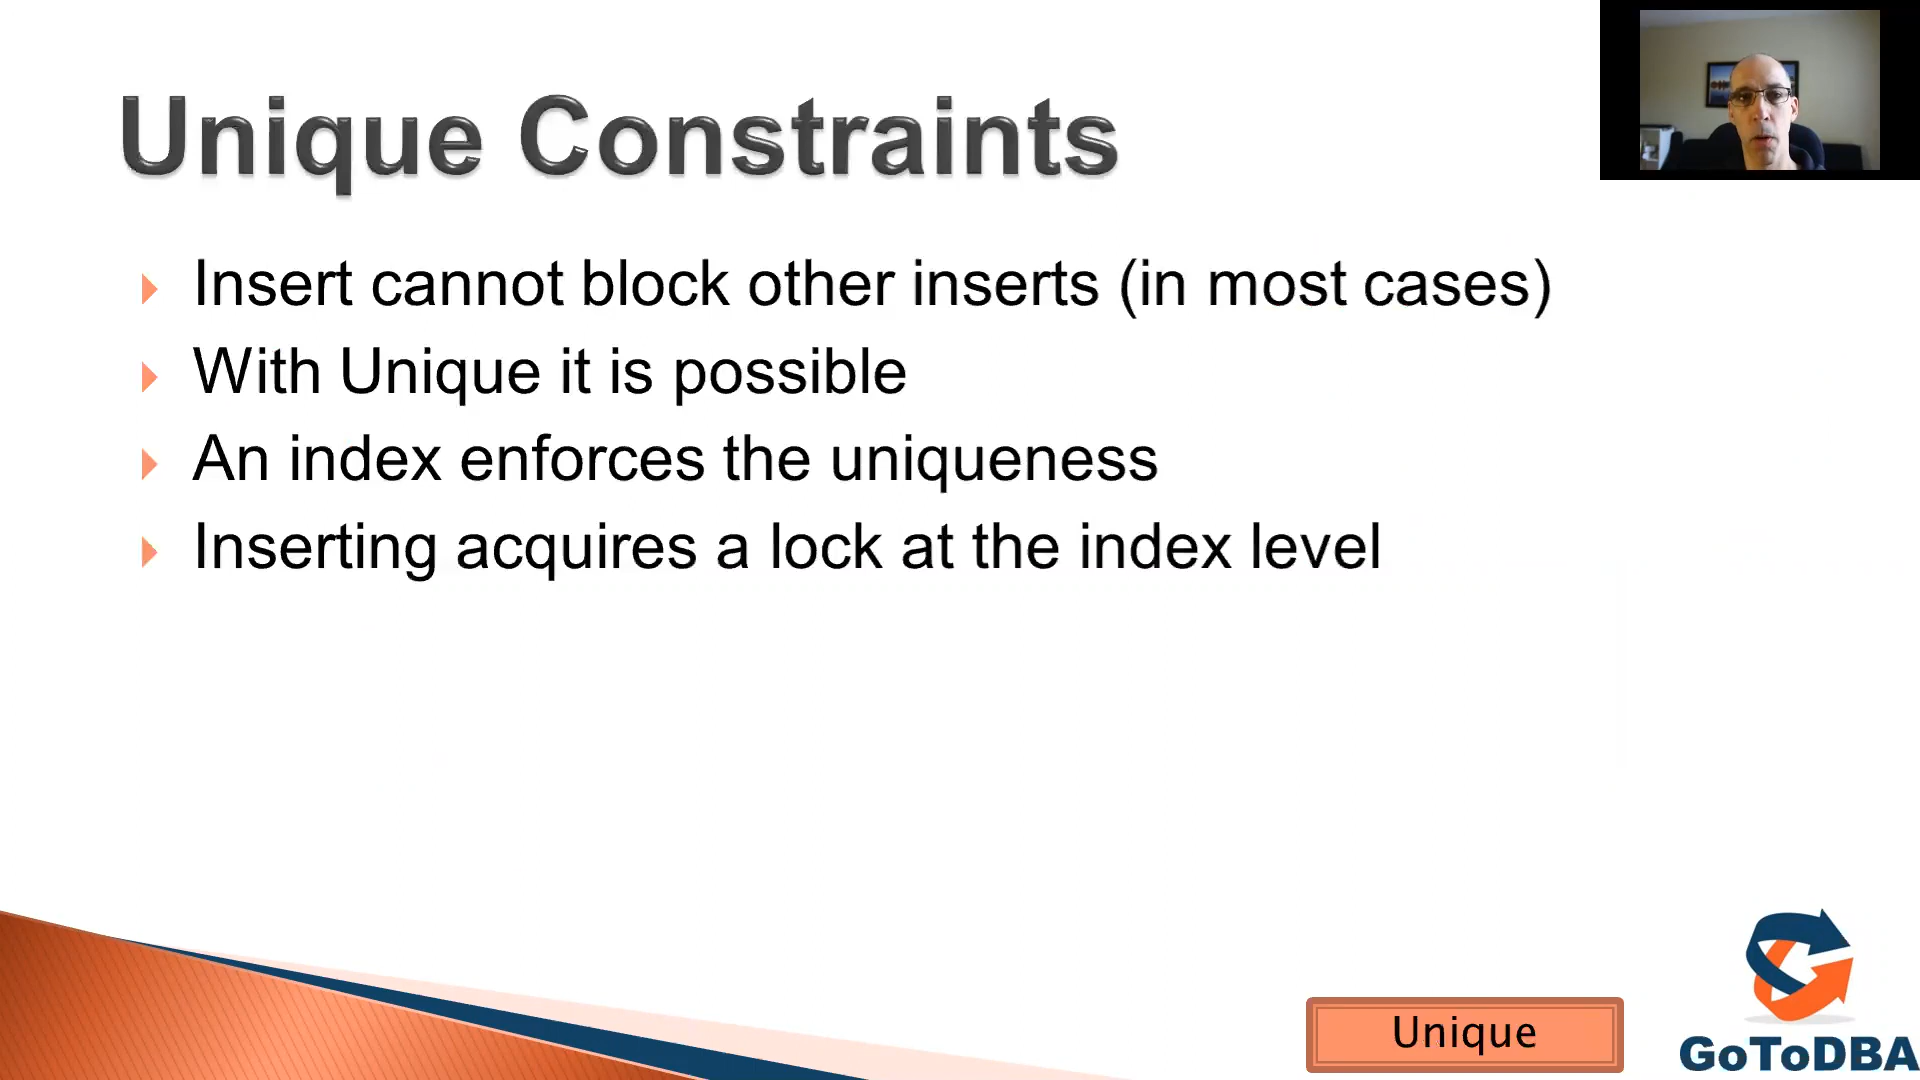 Unique Constraints
Insert cannot block other inserts (in most cases)
With Unique it is possible
An index enforces the uniqueness
Inserting acquires a lock at the index level
Unique
GoToDBA